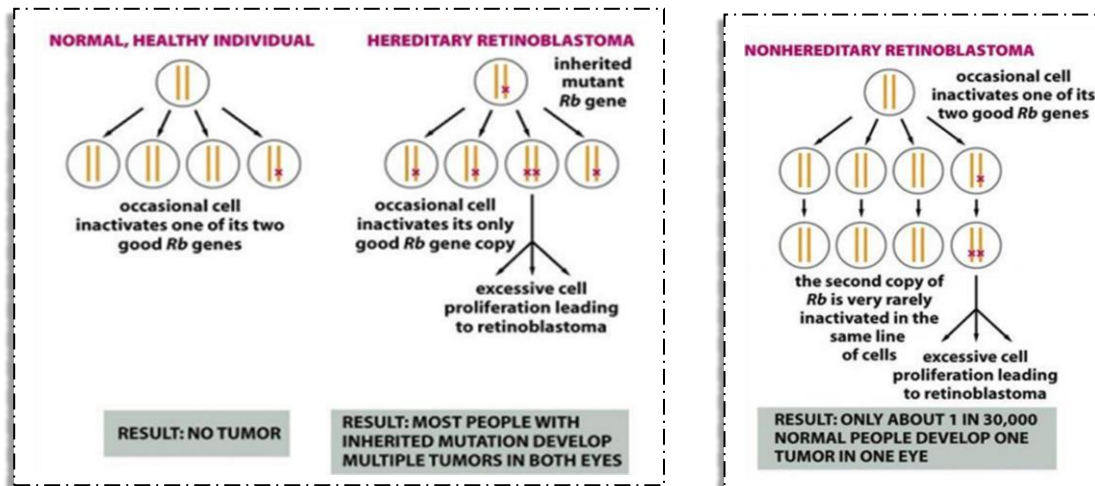 NORMAL, HEALTHY INDIVIDUAL
occasional cell
inactivates one of its two
good Rb genes
RESULT: NO TUMOR
HEREDITARY RETINOBLASTOMA
inherited
mutant
Rb gene
occasional cell
inactivates its only
good Rb gene copy
excessive cell
proliferation leading
to retinoblastoma
RESULT: MOST PEOPLE WITH
INHERITED MUTATION DEVELOP
MULTIPLE TUMORS IN BOTH EYES
NONHEREDITARY RETINOBLASTOMA
occasional cell
inactivates one of its
two good Rb genes
the second copy of
Rb is very rarely
inactivated in the
same line
of cells
excessive cell
proliferation leading
to retinoblastoma
RESULT: ONLY ABOUT 1 IN 30,000
NORMAL PEOPLE DEVELOP ONE
TUMOR IN ONE EYE